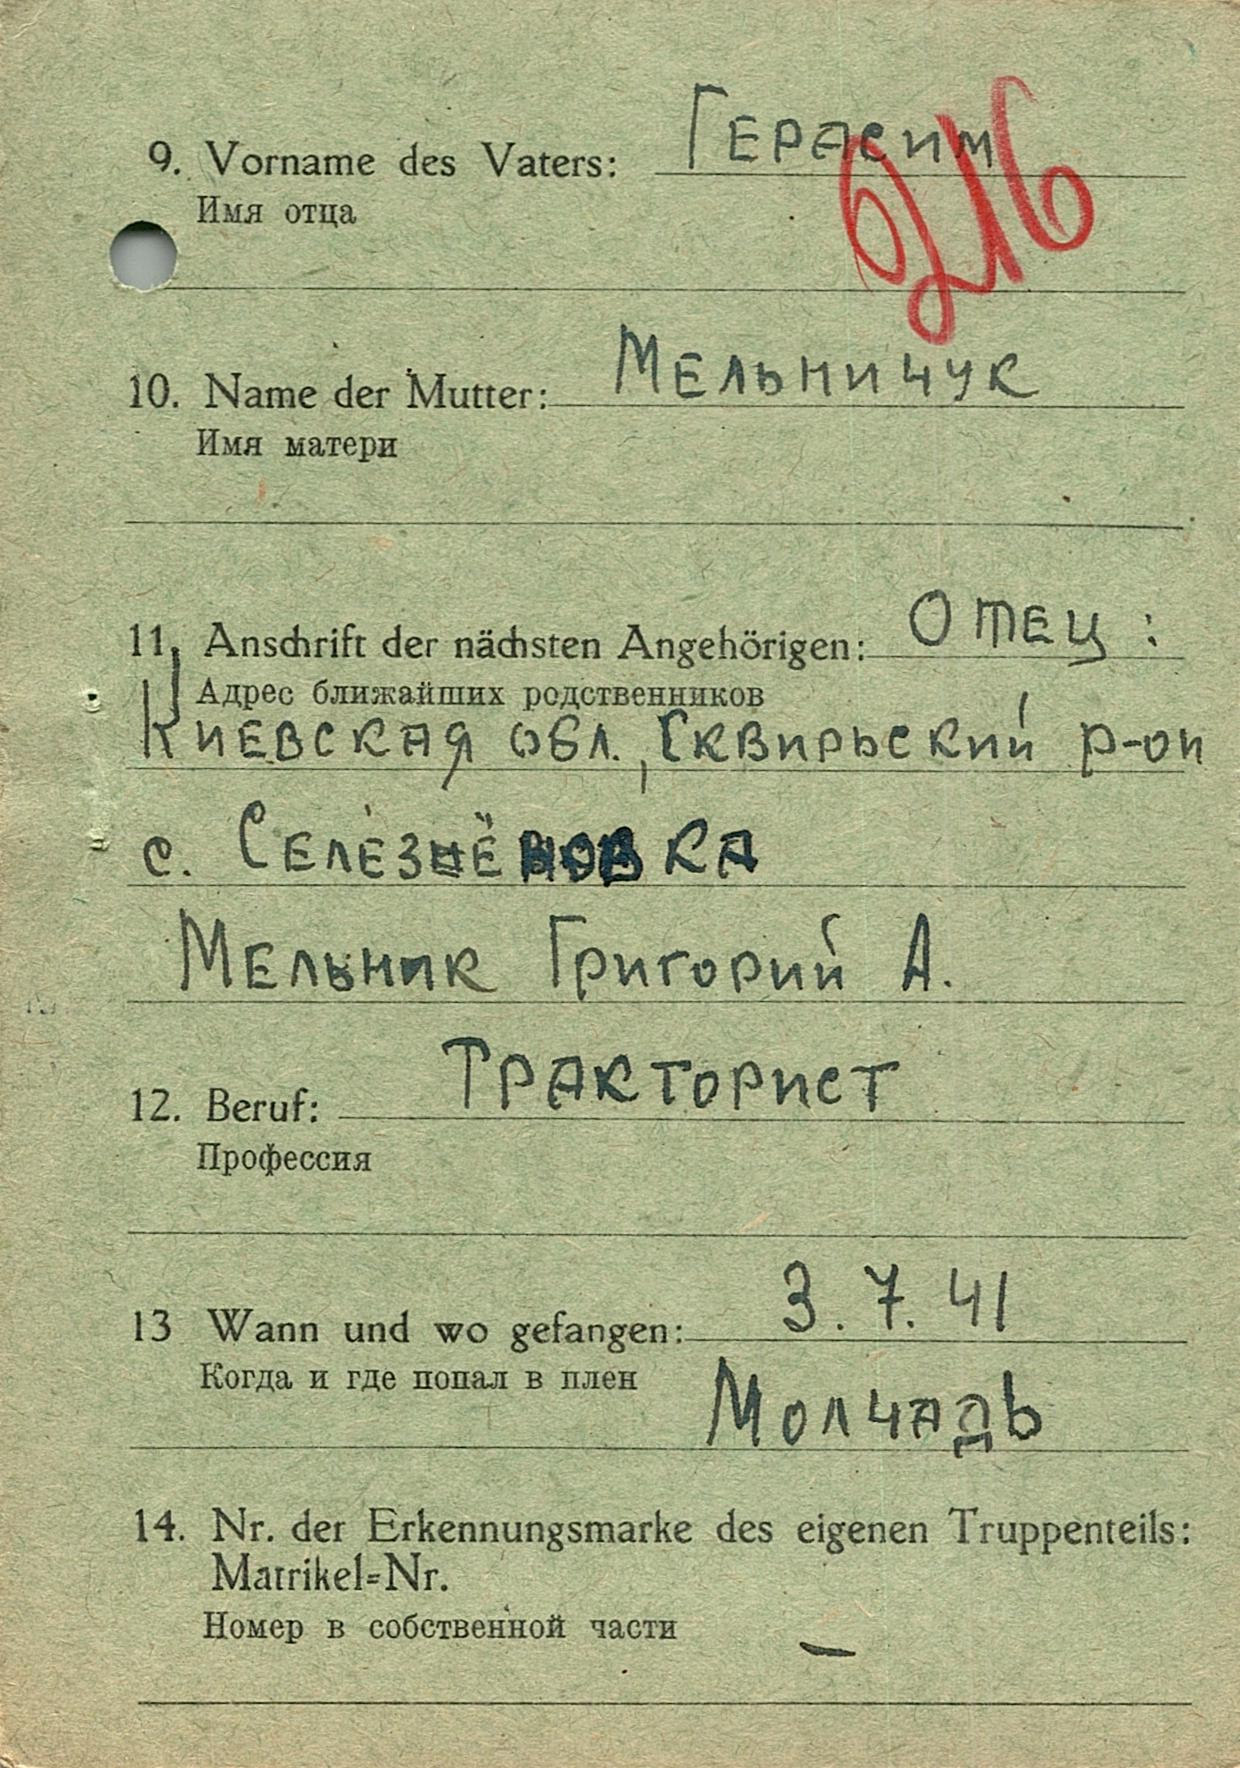 9. Vorname des Vaters: Герасим
Имя отца
10. Name der Mutter: Мельничук
Имя матери
11. Anschrift der nächsten Angehörigen: Отец:
Адрес ближайших родственников
Киевская обл., Сквирьский р-он
с. Селезнёновка
Мельник Григорий А.
12. Beruf: Тракторист
Профессия
13 Wann und wo gefangen: 3.7.41
Когда и где попал в плен
Молчадь
14. Nr. der Erkennungsmarke des eigenen Truppenteils:
Matrikel=Nr.
Номер в собственной части
–